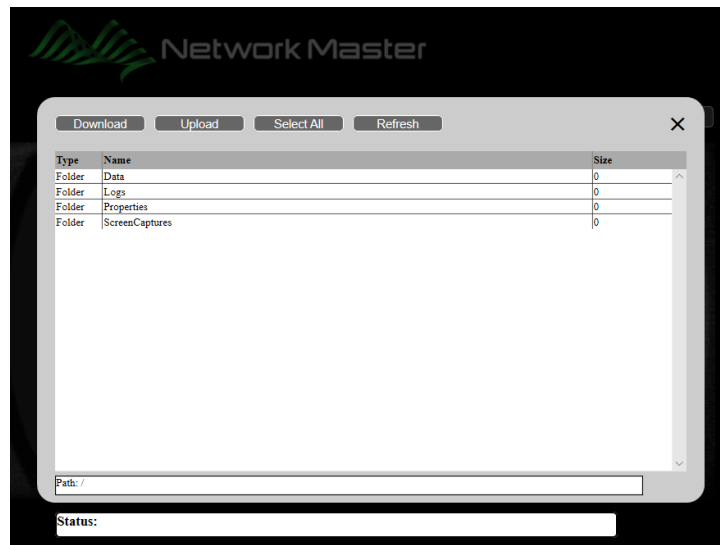 Network Master
Download Upload Select All Refresh
Type Name Size
Folder Data 0
Folder Logs 0
Folder Properties 0
Folder ScreenCaptures 0
Path: /
Status: